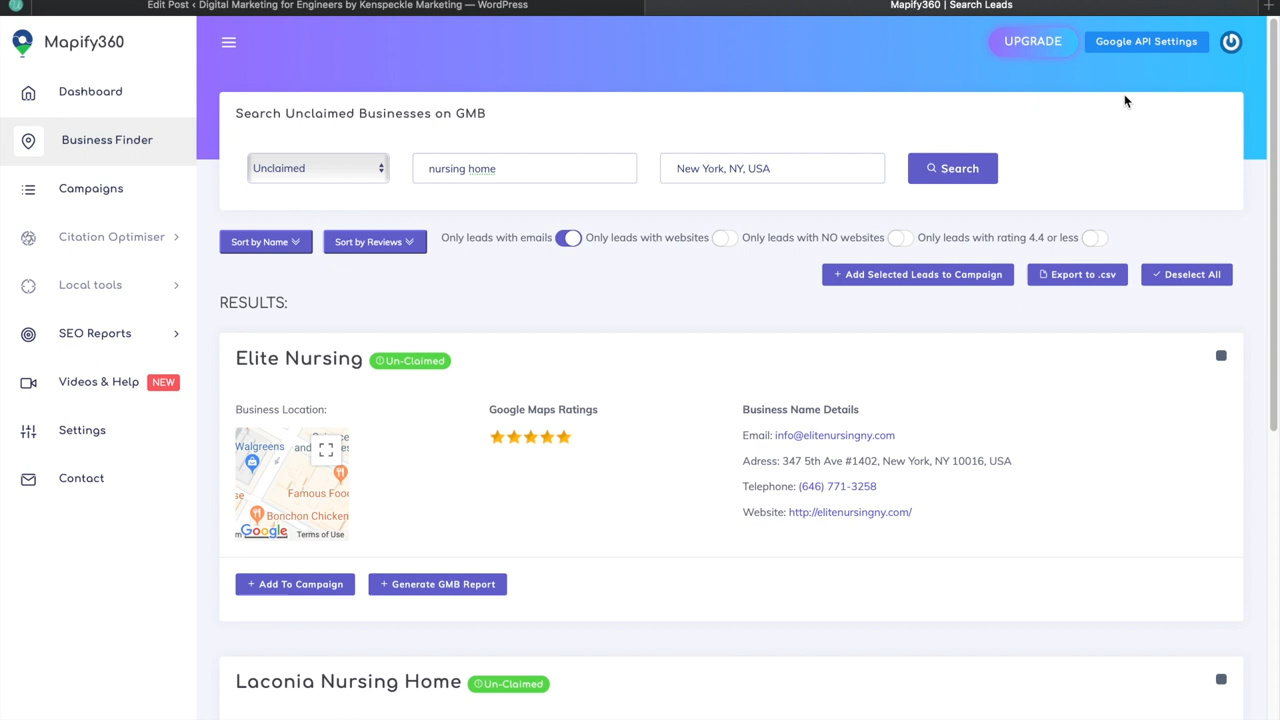 Edit Post ‹ Digital Marketing for Engineers by Kenspeckle Marketing — WordPress
Mapify360 | Search Leads
Mapify360
UPGRADE
Google API Settings
Dashboard
Business Finder
Campaigns
Citation Optimiser
Local tools
SEO Reports
Videos & Help NEW
Settings
Contact
Search Unclaimed Businesses on GMB
Unclaimed
nursing home
New York, NY, USA
Search
Sort by Name
Sort by Reviews
Only leads with emails
Only leads with websites
Only leads with NO websites
Only leads with rating 4.4 or less
+ Add Selected Leads to Campaign
Export to .csv
Deselect All
RESULTS:
Elite Nursing Un-Claimed
Business Location:
Walgreens
and
Famous Foo
Bonchon Chicken
Google
Terms of Use
Google Maps Ratings
Business Name Details
Email: info@elitenursingny.com
Adress: 347 5th Ave #1402, New York, NY 10016, USA
Telephone: (646) 771-3258
Website: http://elitenursingny.com/
+ Add To Campaign
+ Generate GMB Report
Laconia Nursing Home Un-Claimed